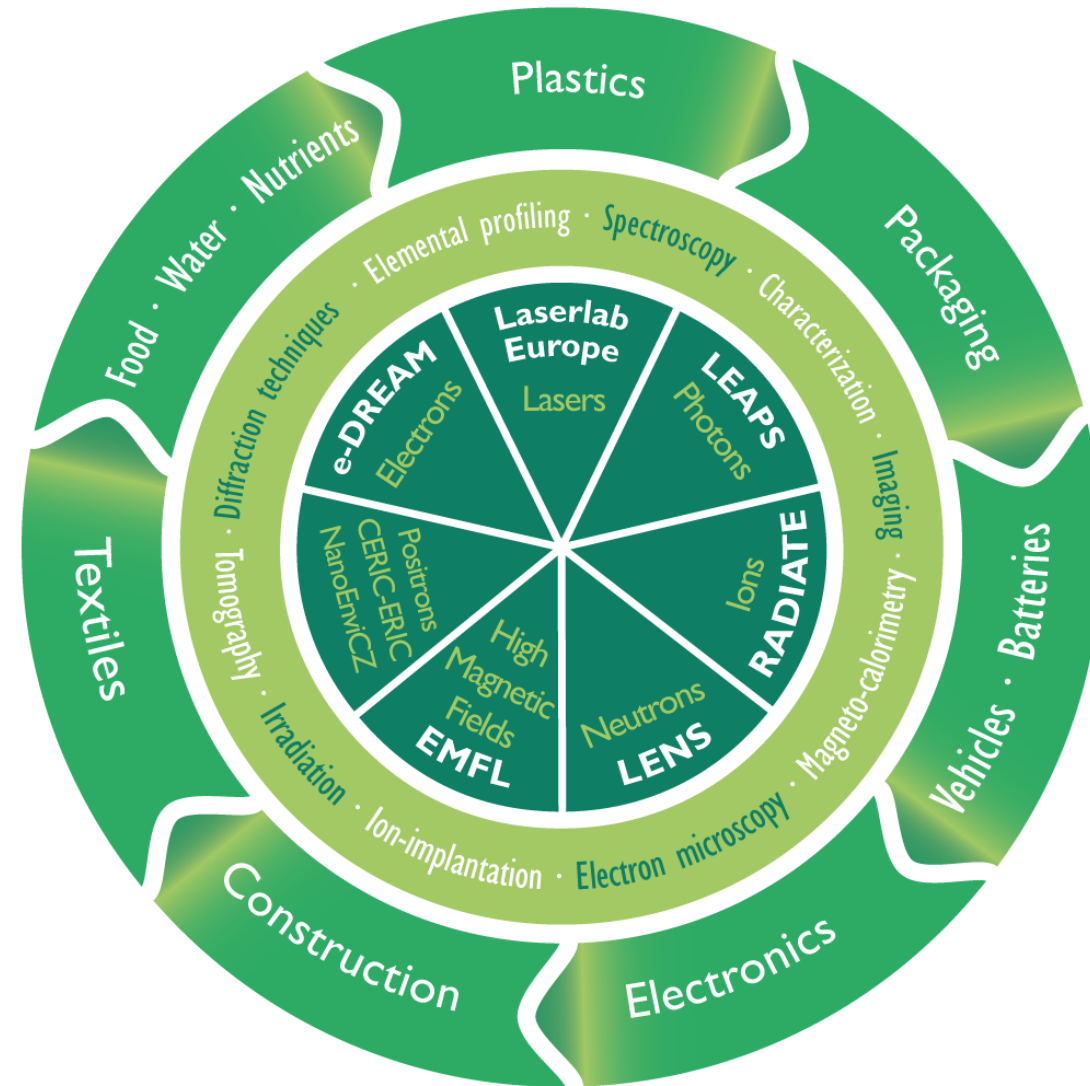 Plastics
Packaging
Vehicles · Batteries
Electronics
Construction
Textiles
Food · Water · Nutrients
Elemental profiling · Spectroscopy · Characterization · Imaging · Magneto-calorimetry · Electron microscopy · Ion-implantation · Irradiation · Tomography · Diffraction techniques ·
Laserlab
Europe
Lasers
LEAPS
Photons
RADIATE
Ions
Neutrons
LENS
High
Magnetic
Fields
EMFL
Positrons
CERIC-ERIC
NanoEnviCZ
e-DREAM
Electrons